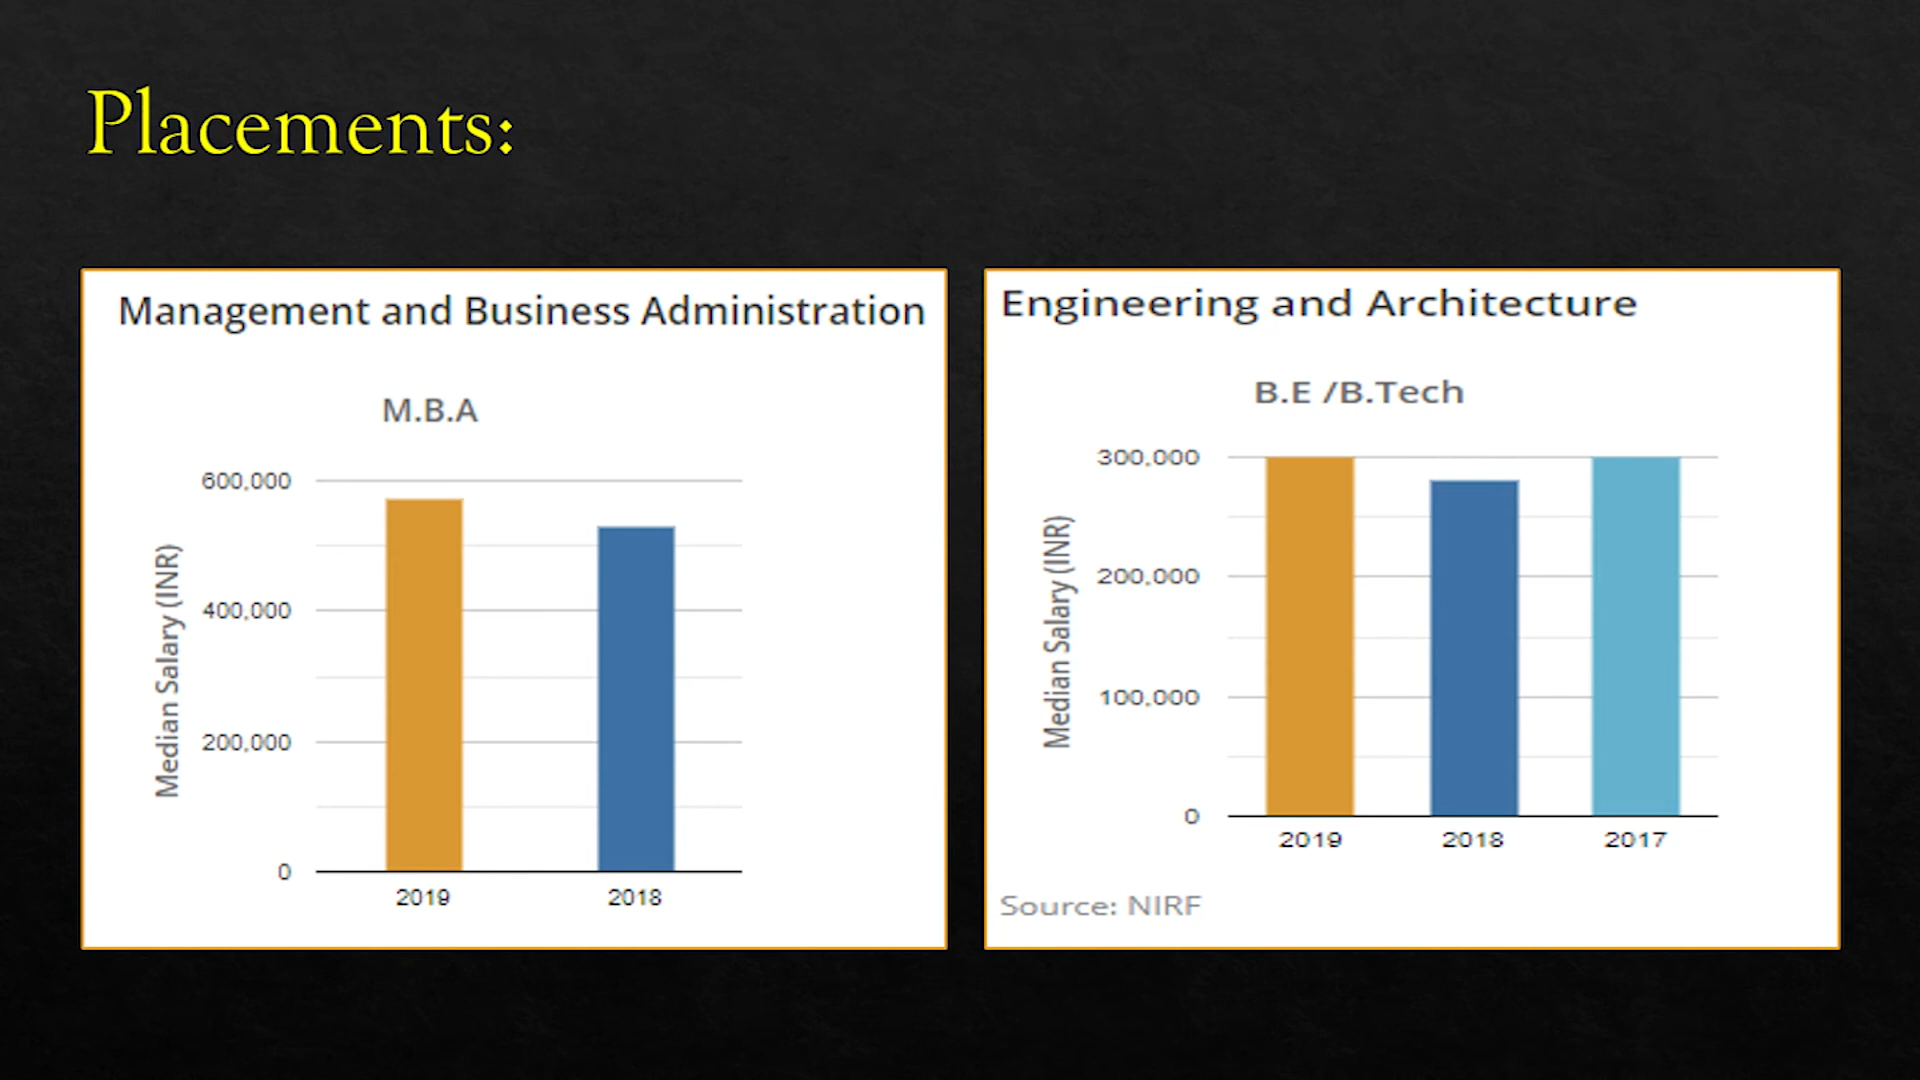 Placements:
Management and Business Administration
M.B.A
Median Salary (INR)
600,000
400,000
200,000
0
2019 2018
Engineering and Architecture
B.E /B.Tech
Median Salary (INR)
300,000
200,000
100,000
0
2019 2018 2017
Source: NIRF